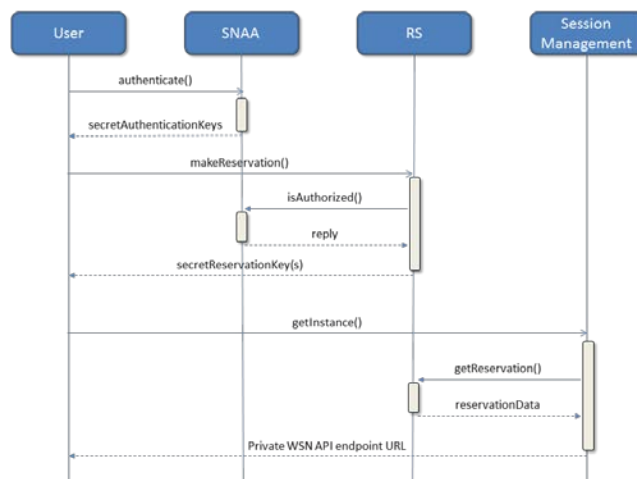 User
SNAA
RS
Session
Management
authenticate()
secretAuthenticationKeys
makeReservation()
isAuthorized()
reply
secretReservationKey(s)
getInstance()
getReservation()
reservationData
Private WSN API endpoint URL